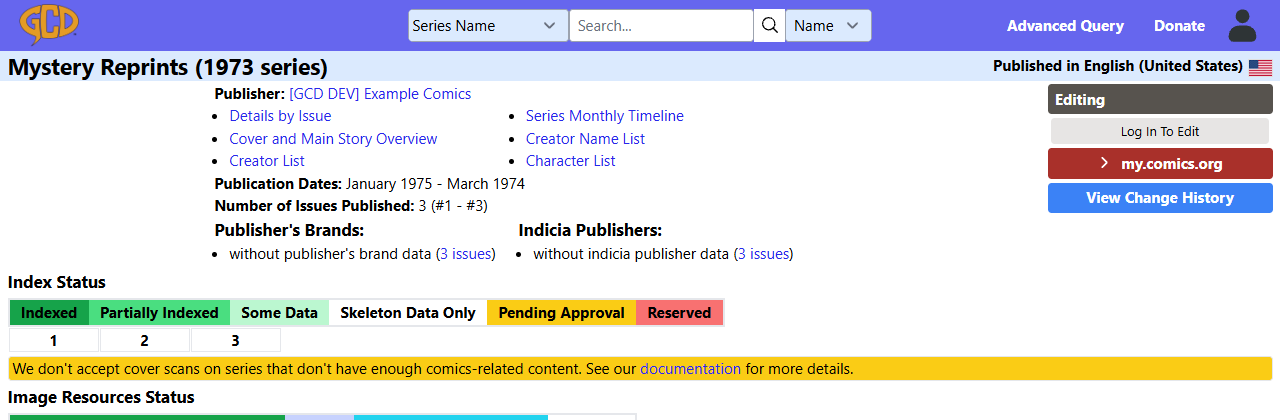 GCD
Series Name Search... Name Advanced Query Donate
Mystery Reprints (1973 series) Published in English (United States)
Publisher: [GCD DEV] Example Comics
Details by Issue
Cover and Main Story Overview
Creator List
Series Monthly Timeline
Creator Name List
Character List
Publication Dates: January 1975 - March 1974
Number of Issues Published: 3 (#1 - #3)
Publisher's Brands:
without publisher's brand data (3 issues)
Indicia Publishers:
without indicia publisher data (3 issues)
Editing
Log In To Edit
my.comics.org
View Change History
Index Status
Indexed Partially Indexed Some Data Skeleton Data Only Pending Approval Reserved
1 2 3
We don't accept cover scans on series that don't have enough comics-related content. See our documentation for more details.
Image Resources Status